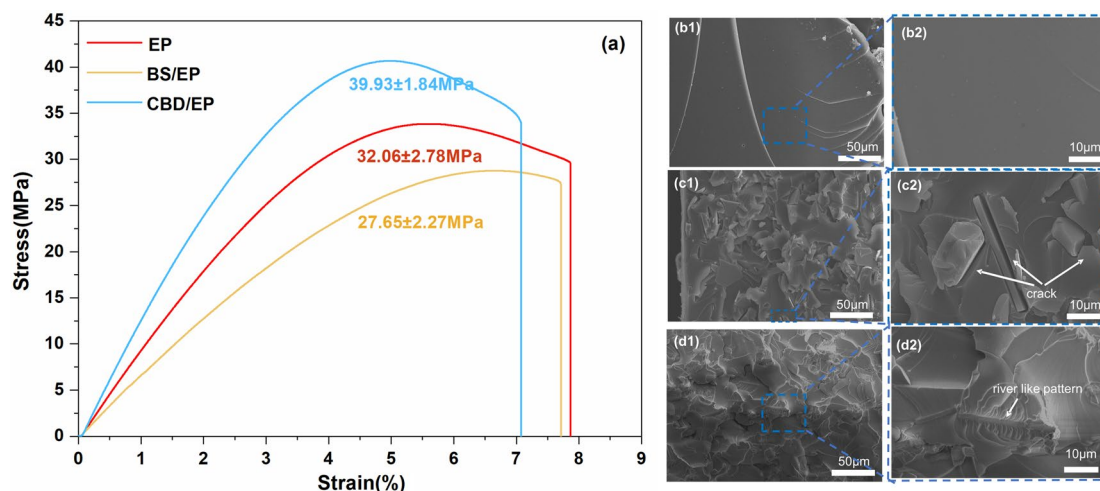 (a)
EP
BS/EP
CBD/EP
39.93±1.84MPa
32.06±2.78MPa
27.65±2.27MPa
Stress(MPa)
45
40
35
30
25
20
15
10
5
0
0 1 2 3 4 5 6 7 8 9
Strain(%)
(b1)
50μm
(b2)
10μm
(c1)
50μm
(c2)
crack
10μm
(d1)
50μm
(d2)
river like pattern
10μm